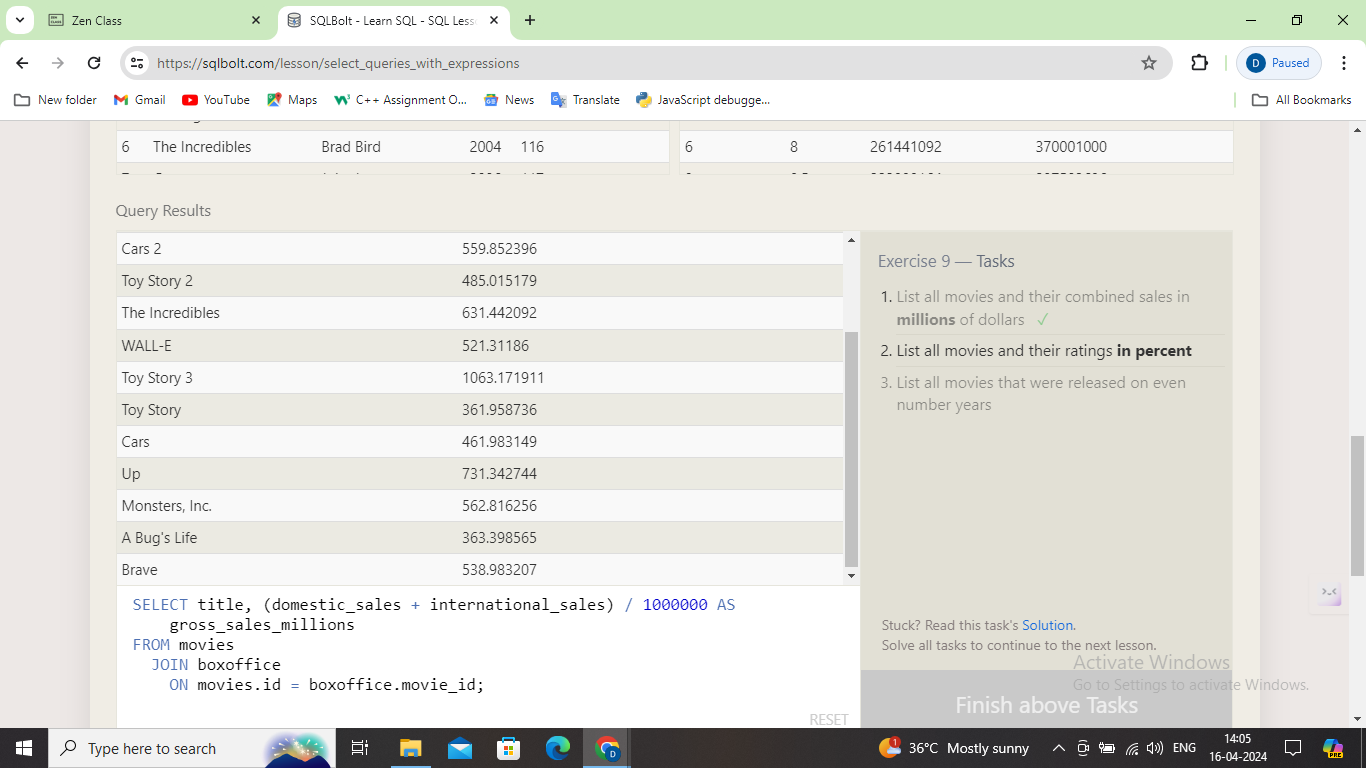 Zen Class
SQLBolt - Learn SQL - SQL Less
https://sqlbolt.com/lesson/select_queries_with_expressions
D Paused
New folder Gmail YouTube Maps C++ Assignment O... News Translate JavaScript debugge... All Bookmarks
6 The Incredibles Brad Bird 2004 116 6 8 261441092 370001000
Query Results
Cars 2 559.852396
Toy Story 2 485.015179
The Incredibles 631.442092
WALL-E 521.31186
Toy Story 3 1063.171911
Toy Story 361.958736
Cars 461.983149
Up 731.342744
Monsters, Inc. 562.816256
A Bug's Life 363.398565
Brave 538.983207
Exercise 9 — Tasks
1. List all movies and their combined sales in
millions of dollars ✓
2. List all movies and their ratings in percent
3. List all movies that were released on even
number years
SELECT title, (domestic_sales + international_sales) / 1000000 AS
gross_sales_millions
FROM movies
JOIN boxoffice
ON movies.id = boxoffice.movie_id;
RESET
Stuck? Read this task's Solution.
Solve all tasks to continue to the next lesson.
Finish above Tasks
Activate Windows
Go to Settings to activate Windows.
Type here to search
1
D
36°C Mostly sunny
ENG
14:05
16-04-2024
PRE